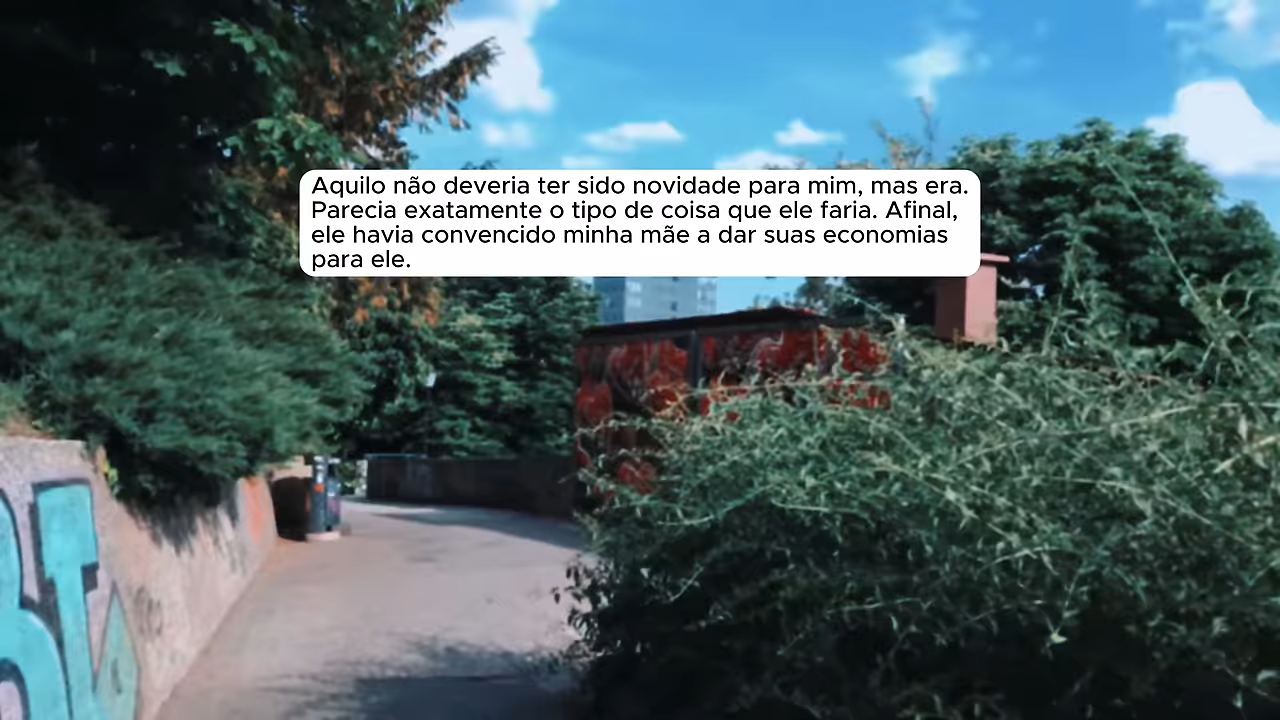 Aquilo não deveria ter sido novidade para mim, mas era.
Parecia exatamente o tipo de coisa que ele faria. Afinal,
ele havia convencido minha mãe a dar suas economias
para ele.